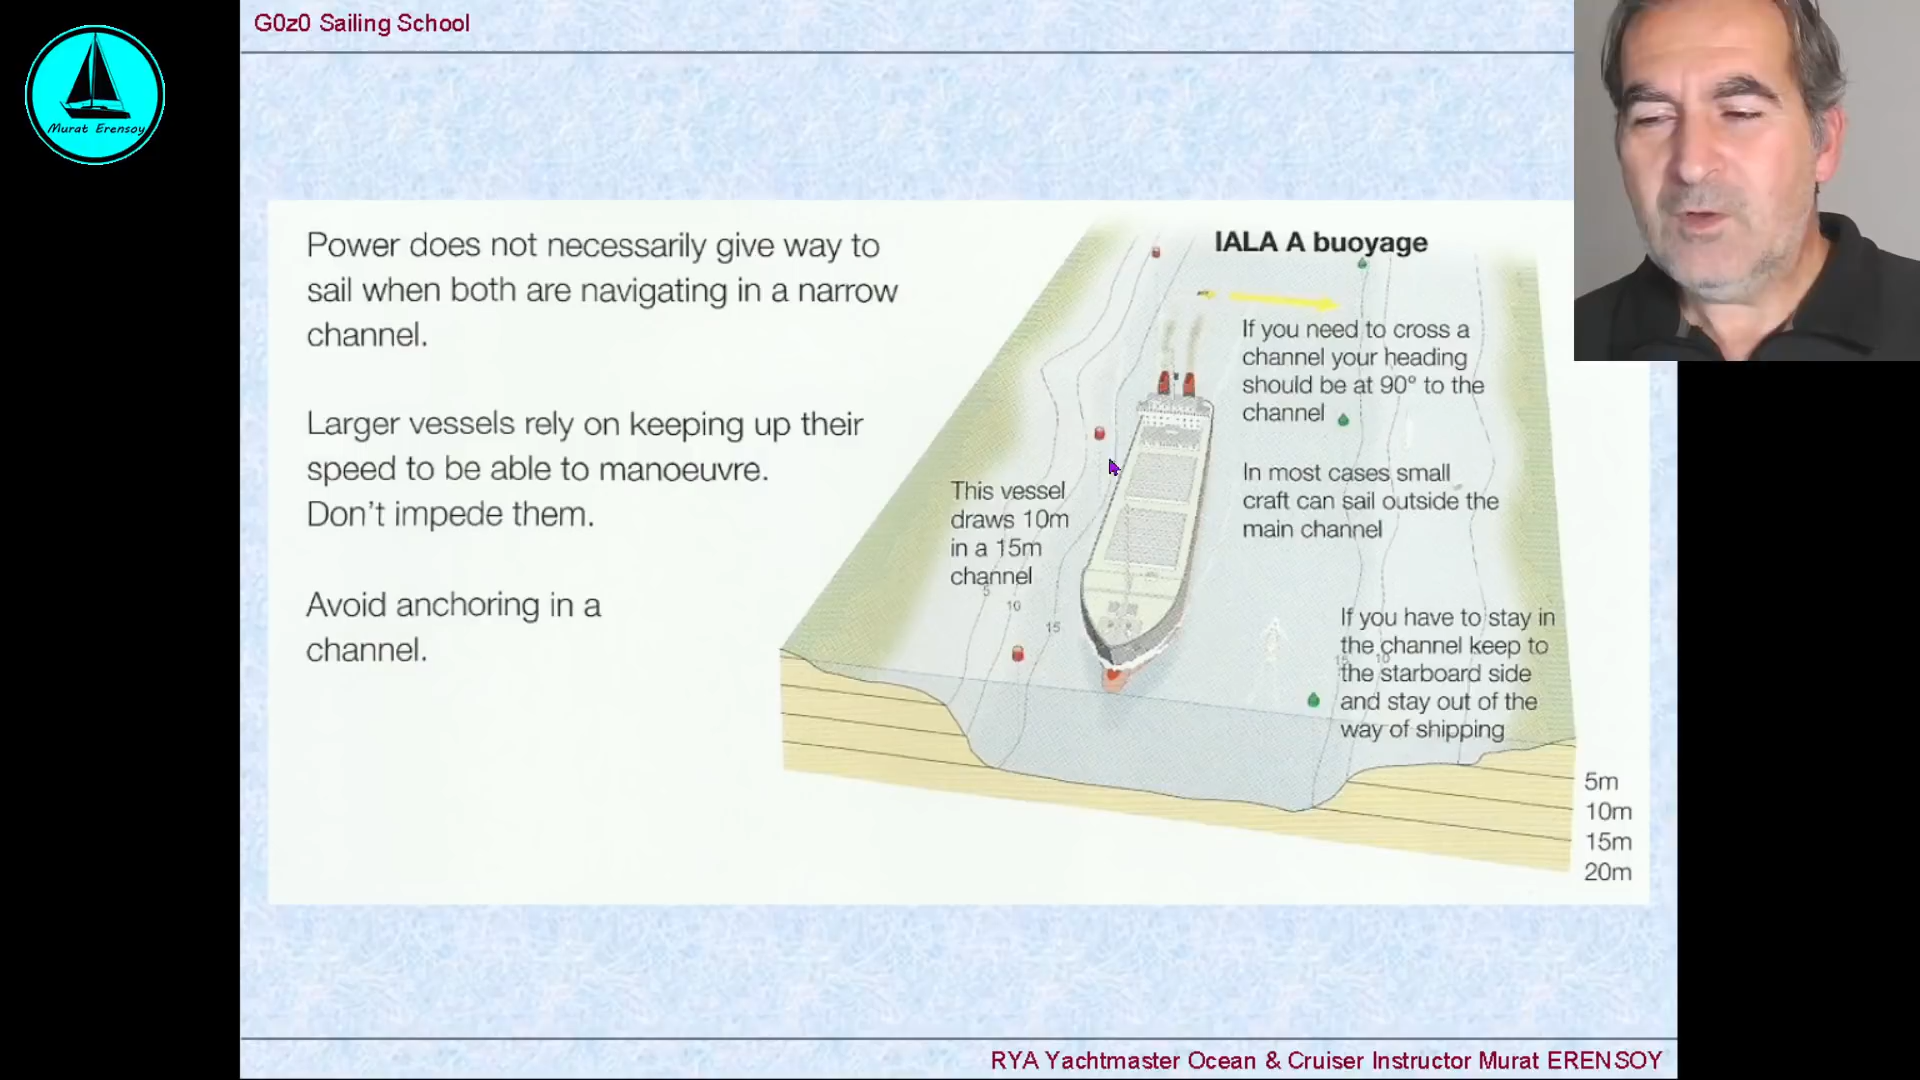 G0z0 Sailing School
Murat Erensoy
Power does not necessarily give way to
sail when both are navigating in a narrow
channel.
Larger vessels rely on keeping up their
speed to be able to manoeuvre.
Don't impede them.
Avoid anchoring in a
channel.
IALA A buoyage
If you need to cross a
channel your heading
should be at 90° to the
channel
In most cases small
craft can sail outside the
main channel
This vessel
draws 10m
in a 15m
channel
5
10
15
If you have to stay in
the channel keep to
the starboard side
and stay out of the
way of shipping
15
10
5m
10m
15m
20m
RYA Yachtmaster Ocean & Cruiser Instructor Murat ERENSOY